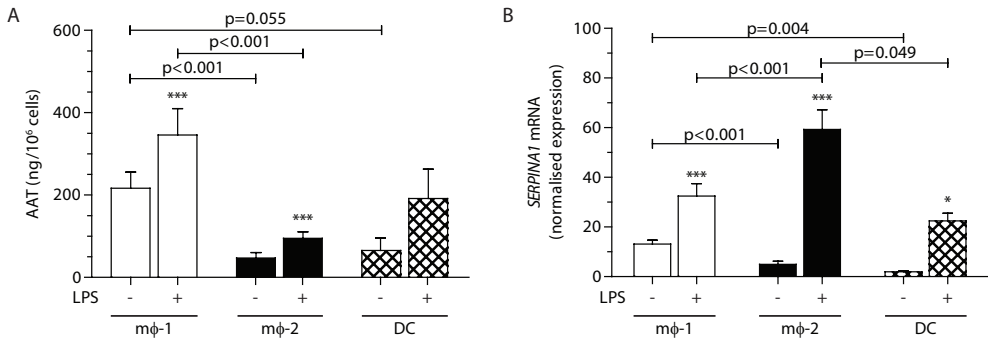 A
p=0.055
p<0.001
p<0.001
600
400
200
0
AAT (ng/10⁶ cells)
***
***
LPS - + - + - +
mϕ-1 mϕ-2 DC
B
p=0.004
p=0.049
p<0.001
p<0.001
100
80
60
40
20
0
SERPINA1 mRNA
(normalised expression)
***
***
*
LPS - + - + - +
mϕ-1 mϕ-2 DC